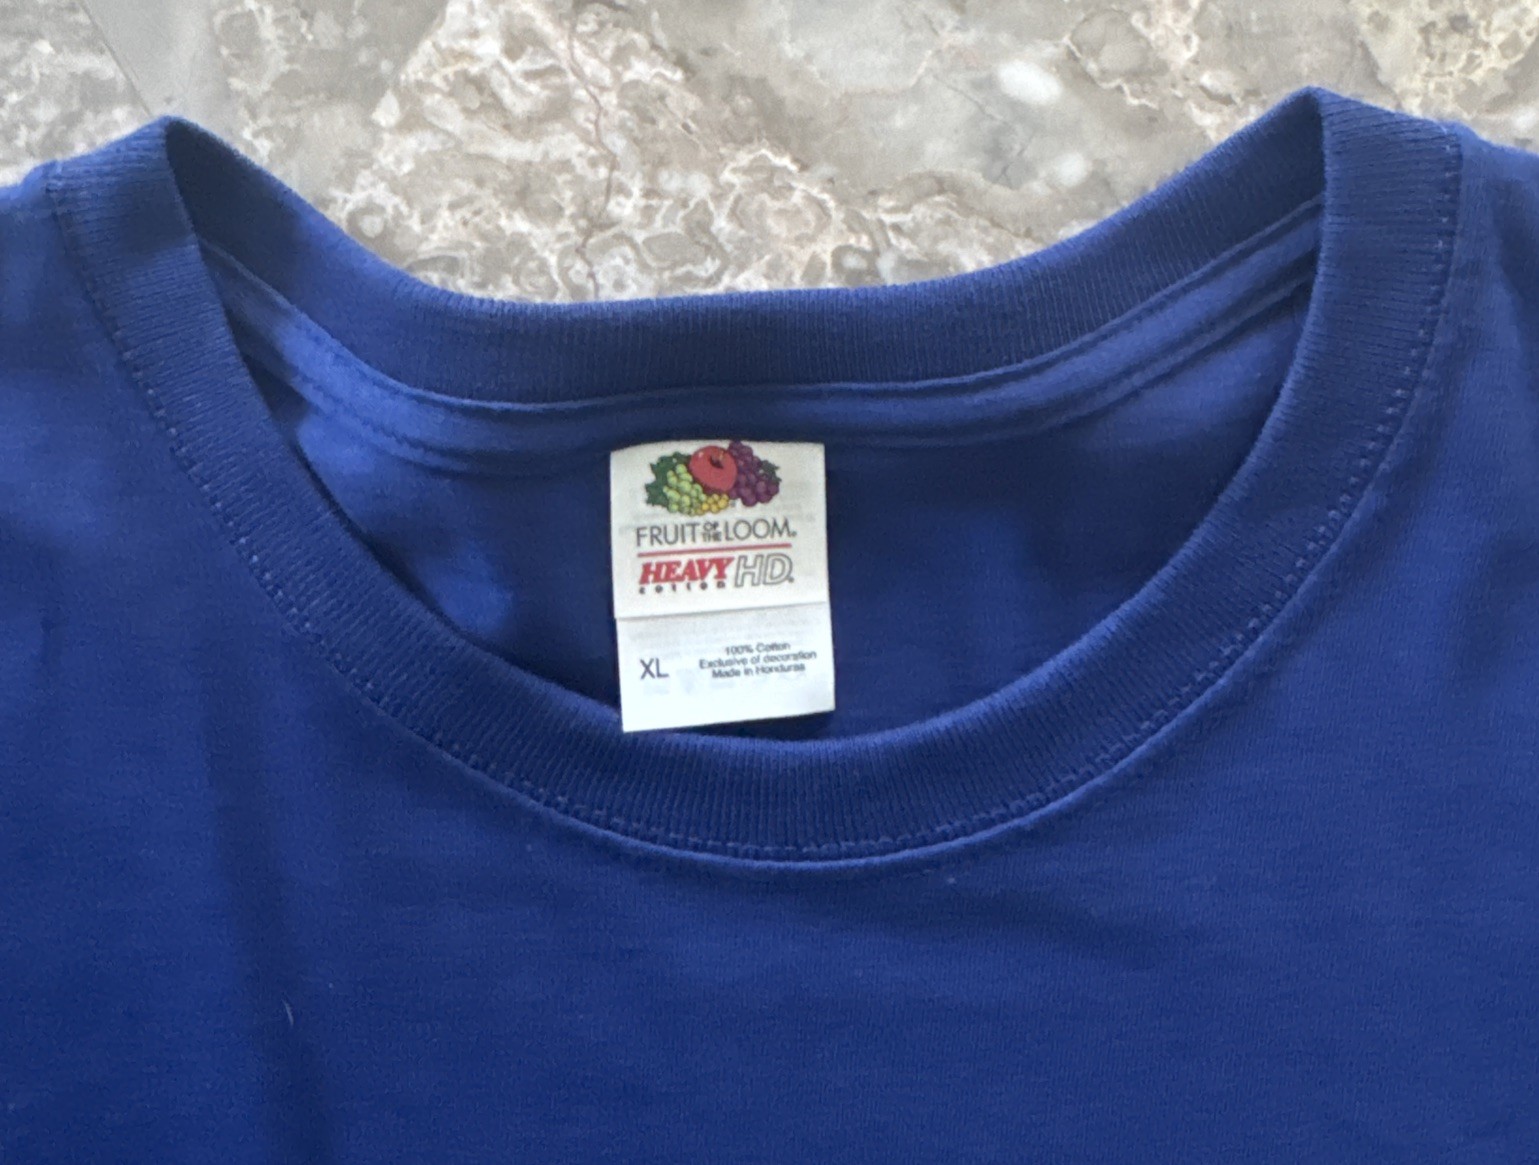 FRUIT OF THE LOOM®
HEAVY HD®
cotton
XL
100% Cotton
Exclusive of decoration
Made in Honduras